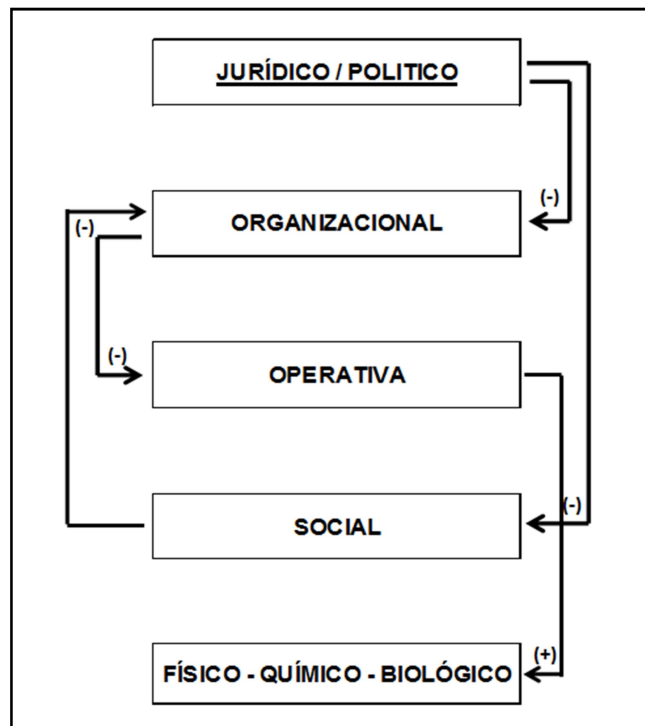 JURÍDICO / POLITICO
(-)
(-)
ORGANIZACIONAL
(-)
OPERATIVA
(-)
SOCIAL
(+)
FÍSICO - QUÍMICO - BIOLÓGICO